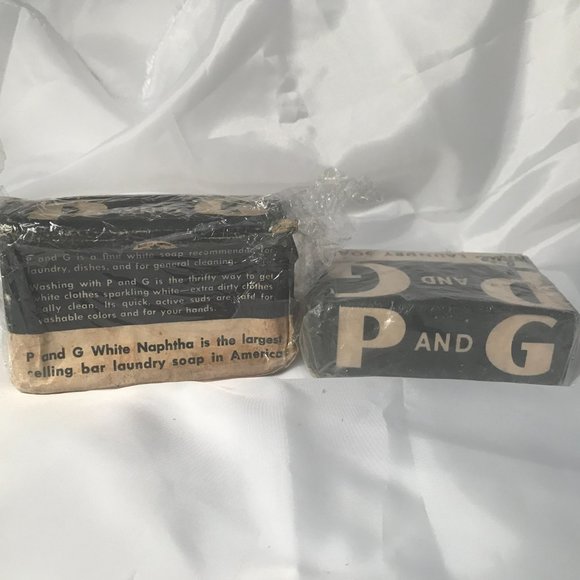 P and G is a fine white soap recommended for
laundry, dishes, and for general cleaning.
Washing with P and G is the thrifty way to get
white clothes sparkling white—extra dirty clothes
really clean. Its quick, active suds are safe for
washable colors and for your hands.
P and G White Naphtha is the largest
selling bar laundry soap in America
LAUNDRY SOAP
P AND G
P AND G